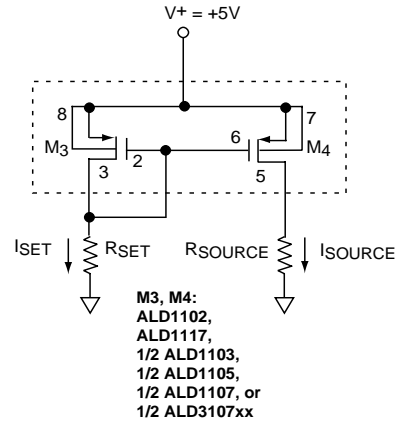 V+ = +5V
8
7
M3
2
6
M4
3
5
ISET
RSET
RSOURCE
ISOURCE
M3, M4:
ALD1102,
ALD1117,
1/2 ALD1103,
1/2 ALD1105,
1/2 ALD1107, or
1/2 ALD3107xx